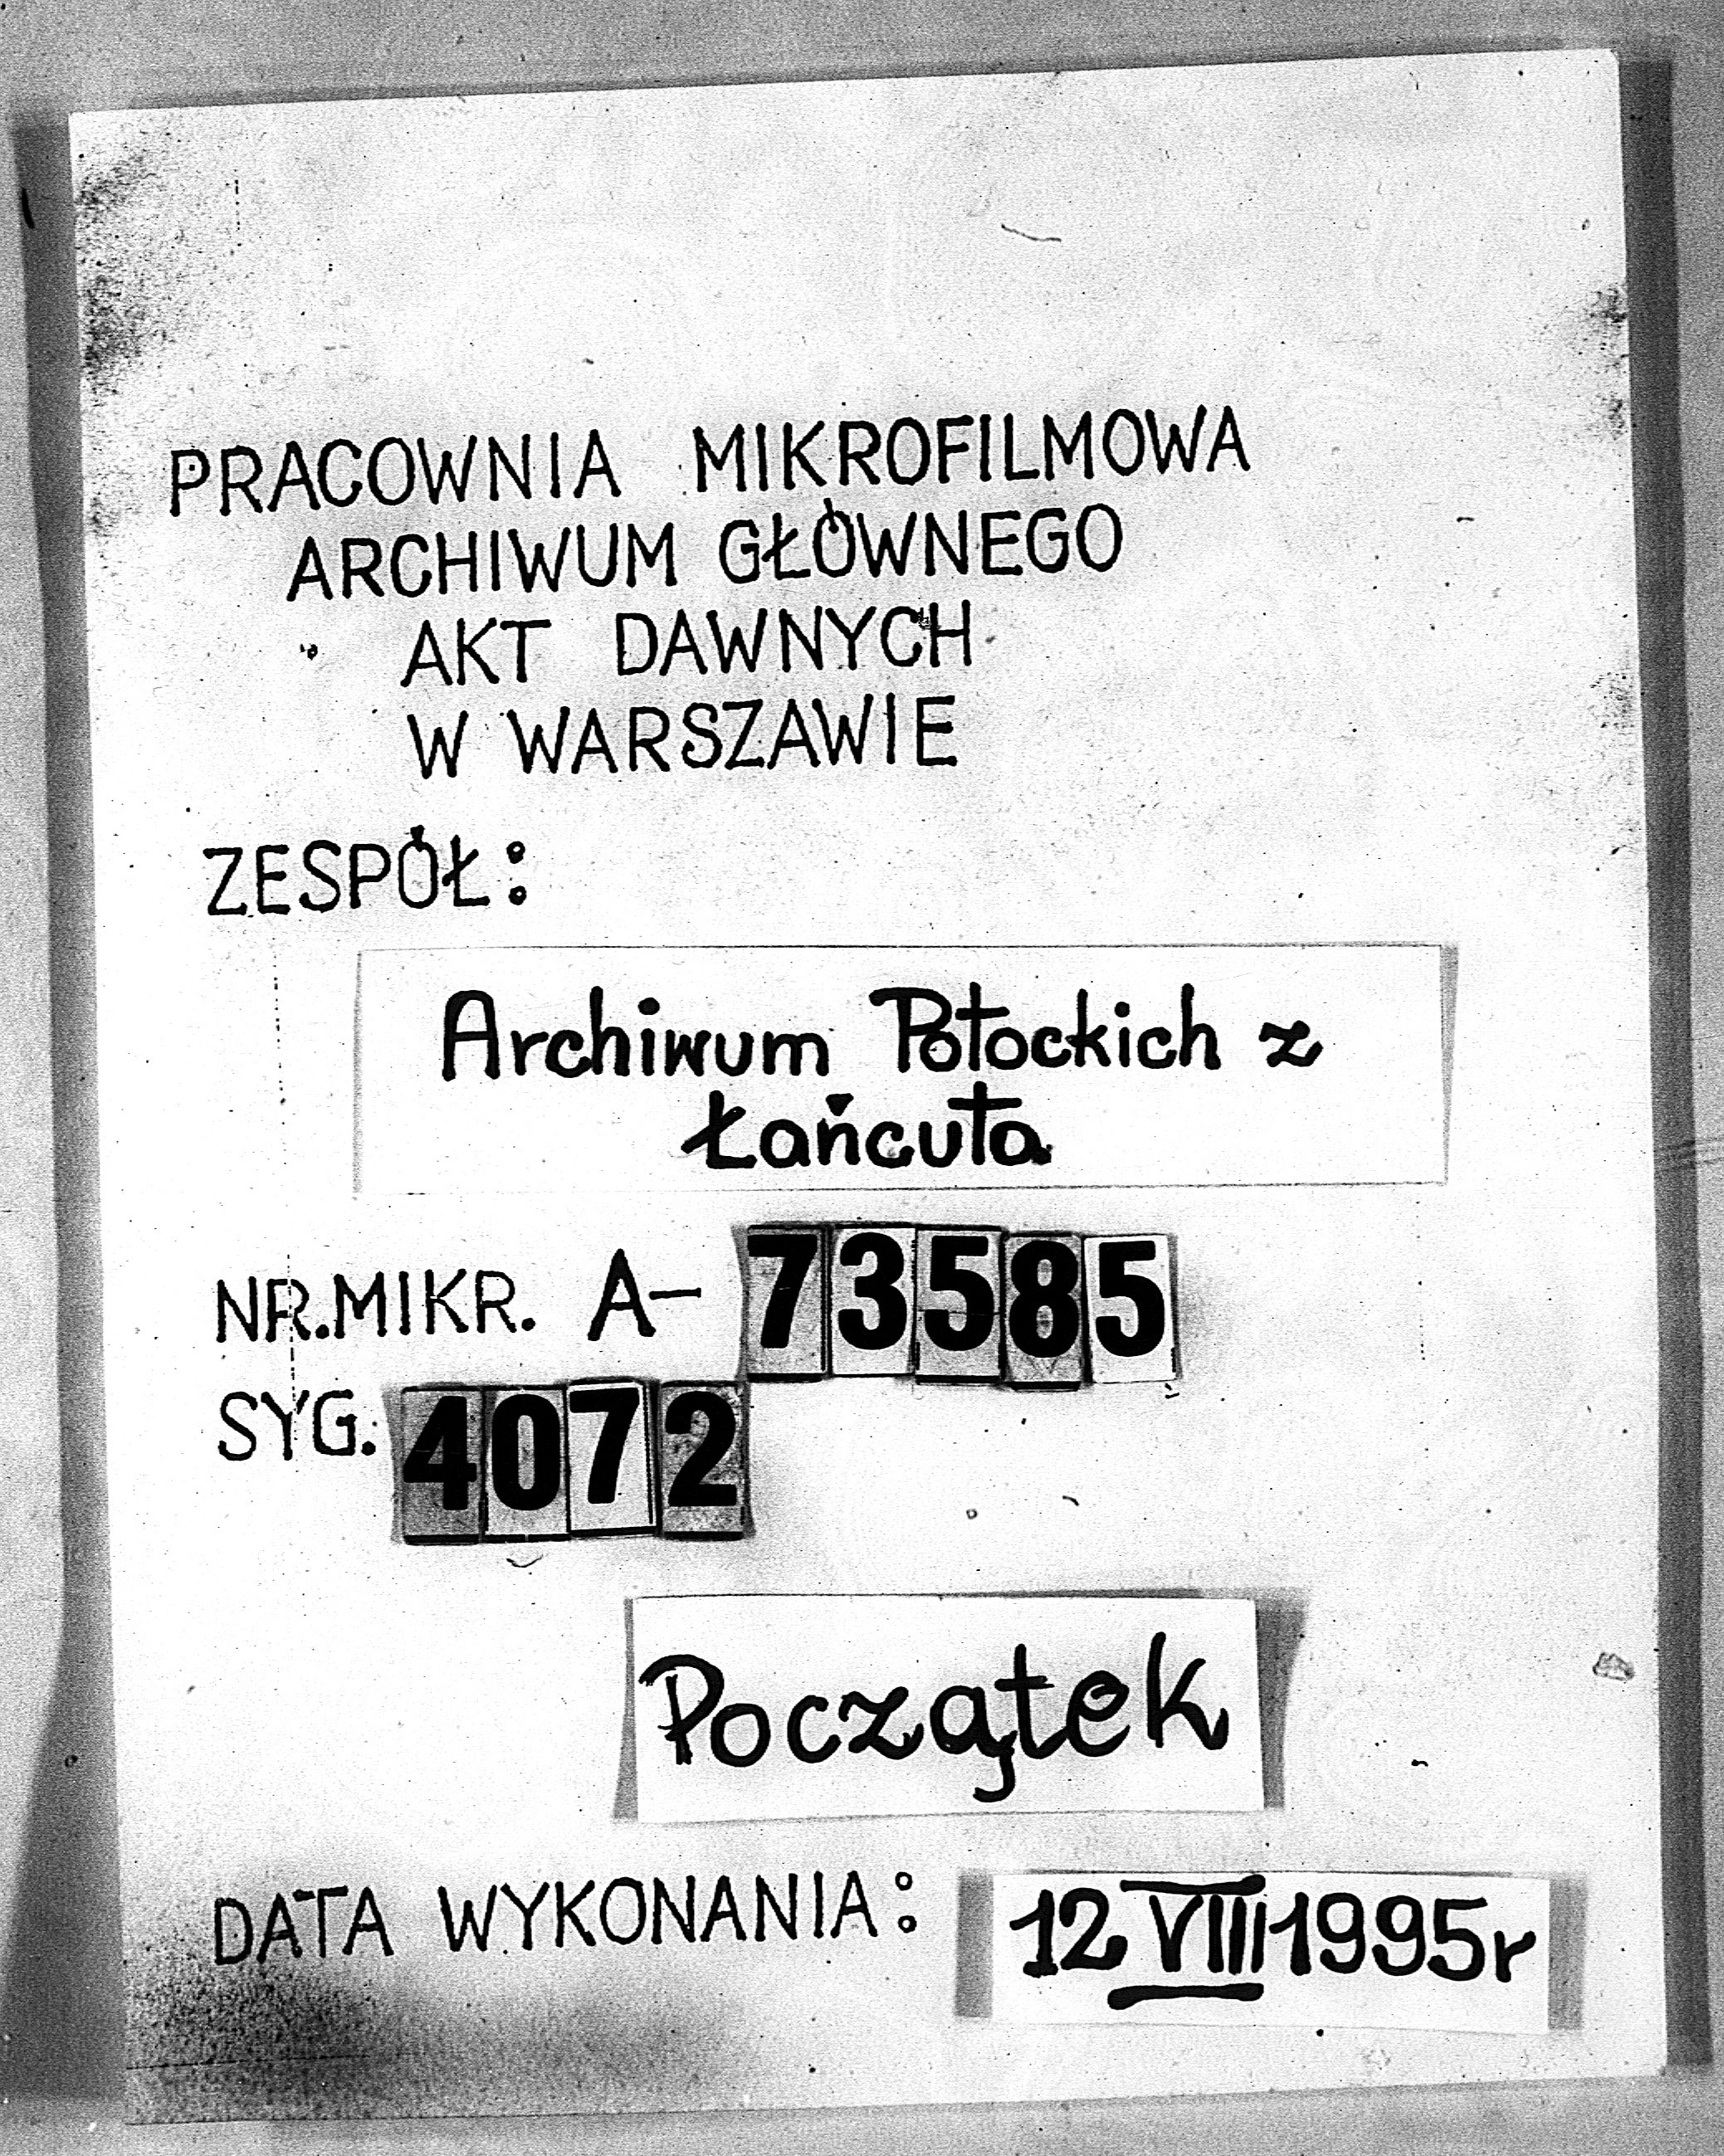 PRACOWNIA MIKROFILMOWA
ARCHIWUM GŁÓWNEGO
AKT DAWNYCH
W WARSZAWIE
ZESPÓŁ:
Archiwum Potockich z
Łańcuta
NR.MIKR. A- 73585
SYG: 4072
Początek
DATA WYKONANIA: 12 VIII 1995r